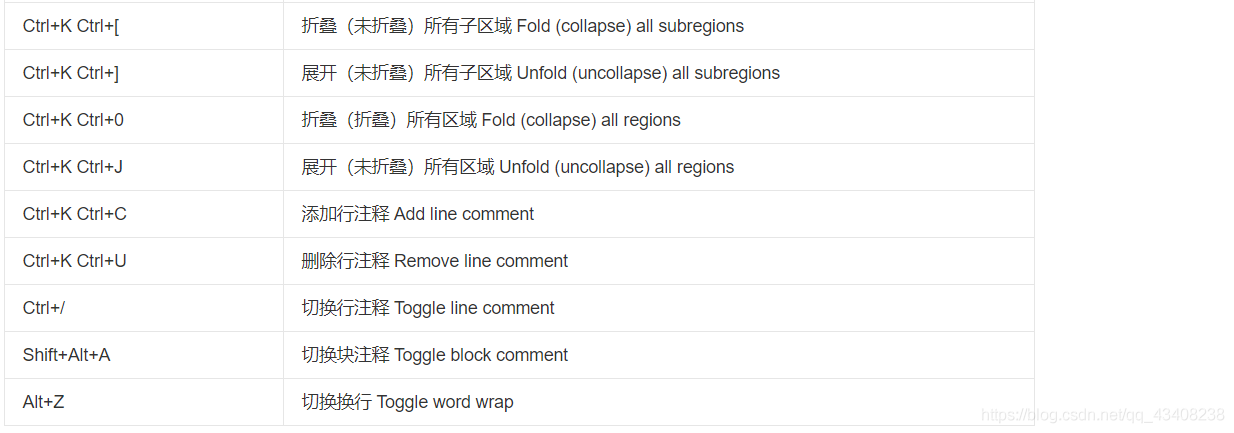 Ctrl+K Ctrl+[ 折叠（未折叠）所有子区域 Fold (collapse) all subregions
Ctrl+K Ctrl+] 展开（未折叠）所有子区域 Unfold (uncollapse) all subregions
Ctrl+K Ctrl+0 折叠（折叠）所有区域 Fold (collapse) all regions
Ctrl+K Ctrl+J 展开（未折叠）所有区域 Unfold (uncollapse) all regions
Ctrl+K Ctrl+C 添加行注释 Add line comment
Ctrl+K Ctrl+U 删除行注释 Remove line comment
Ctrl+/ 切换行注释 Toggle line comment
Shift+Alt+A 切换块注释 Toggle block comment
Alt+Z 切换换行 Toggle word wrap
https://blog.csdn.net/qq_43408238